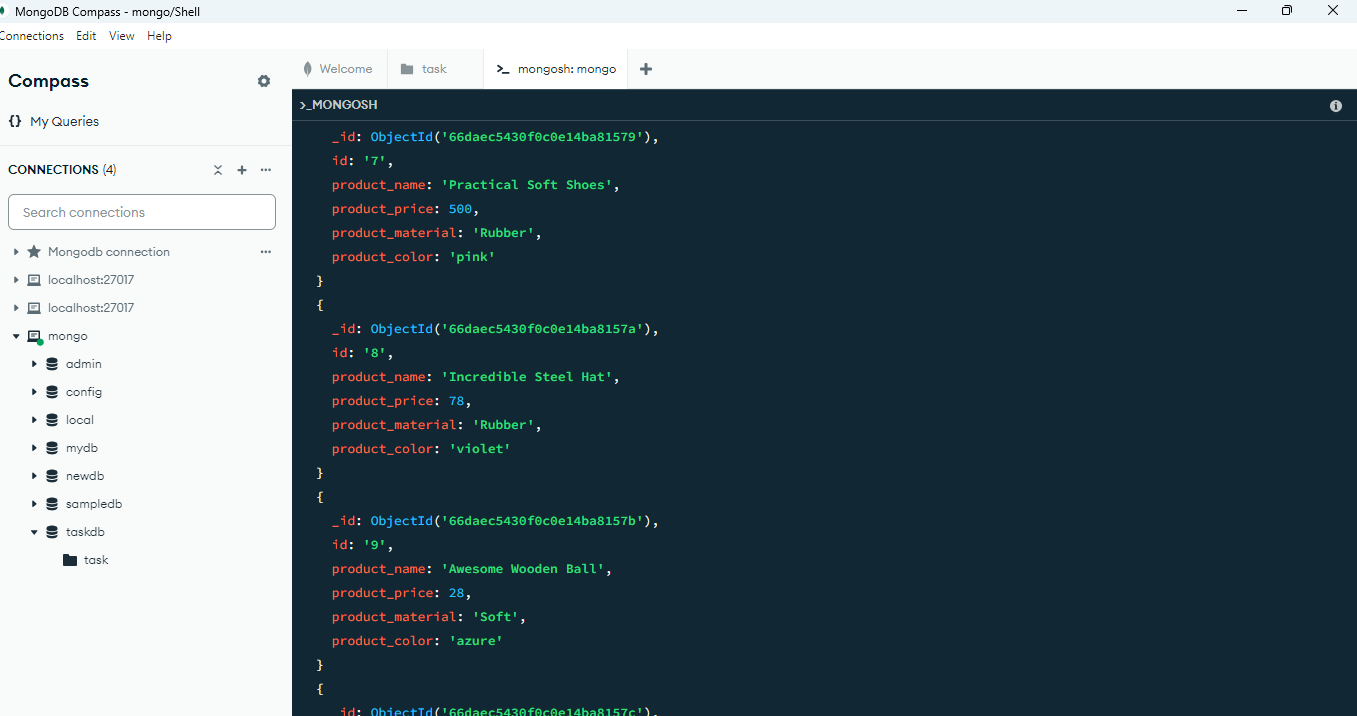 MongoDB Compass - mongo/Shell
Connections Edit View Help
Compass
My Queries
CONNECTIONS (4)
Search connections
Mongodb connection
localhost:27017
localhost:27017
mongo
admin
config
local
mydb
newdb
sampledb
taskdb
task
Welcome
task
>_ mongosh: mongo
>_MONGOSH
_id: ObjectId('66daec5430f0c0e14ba81579'),
id: '7',
product_name: 'Practical Soft Shoes',
product_price: 500,
product_material: 'Rubber',
product_color: 'pink'
}
{
_id: ObjectId('66daec5430f0c0e14ba8157a'),
id: '8',
product_name: 'Incredible Steel Hat',
product_price: 78,
product_material: 'Rubber',
product_color: 'violet'
}
{
_id: ObjectId('66daec5430f0c0e14ba8157b'),
id: '9',
product_name: 'Awesome Wooden Ball',
product_price: 28,
product_material: 'Soft',
product_color: 'azure'
}
{
_id: ObjectId('66daec5430f0c0e14ba8157c'),